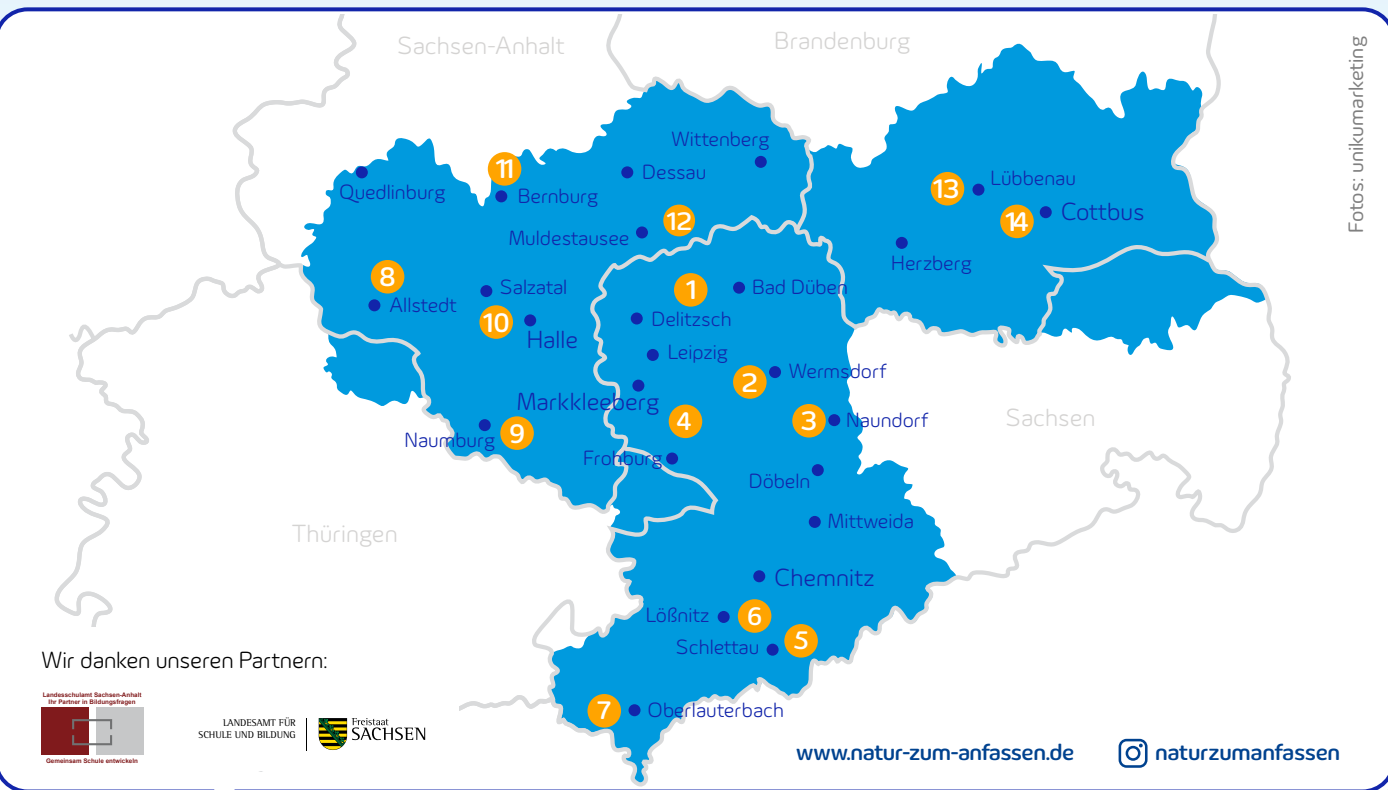 Sachsen-Anhalt
Brandenburg
Fotos: unikumarketing
Wittenberg
11
Dessau
Quedlinburg
Bernburg
13
Lübbenau
12
14
Cottbus
Muldestausee
Herzberg
8
Salzatal
1
Bad Düben
Allstedt
10
Halle
Delitzsch
Leipzig
2
Wermsdorf
Markkleeberg
4
3
Naundorf
Sachsen
Naumburg
9
Frohburg
Döbeln
Thüringen
Mittweida
Chemnitz
Lößnitz
6
Schlettau
5
7
Oberlauterbach
Wir danken unseren Partnern:
Landesschulamt Sachsen-Anhalt
Ihr Partner in Bildungsfragen
Gemeinsam Schule entwickeln
LANDESAMT FÜR
SCHULE UND BILDUNG
Freistaat
SACHSEN
www.natur-zum-anfassen.de
naturzumanfassen